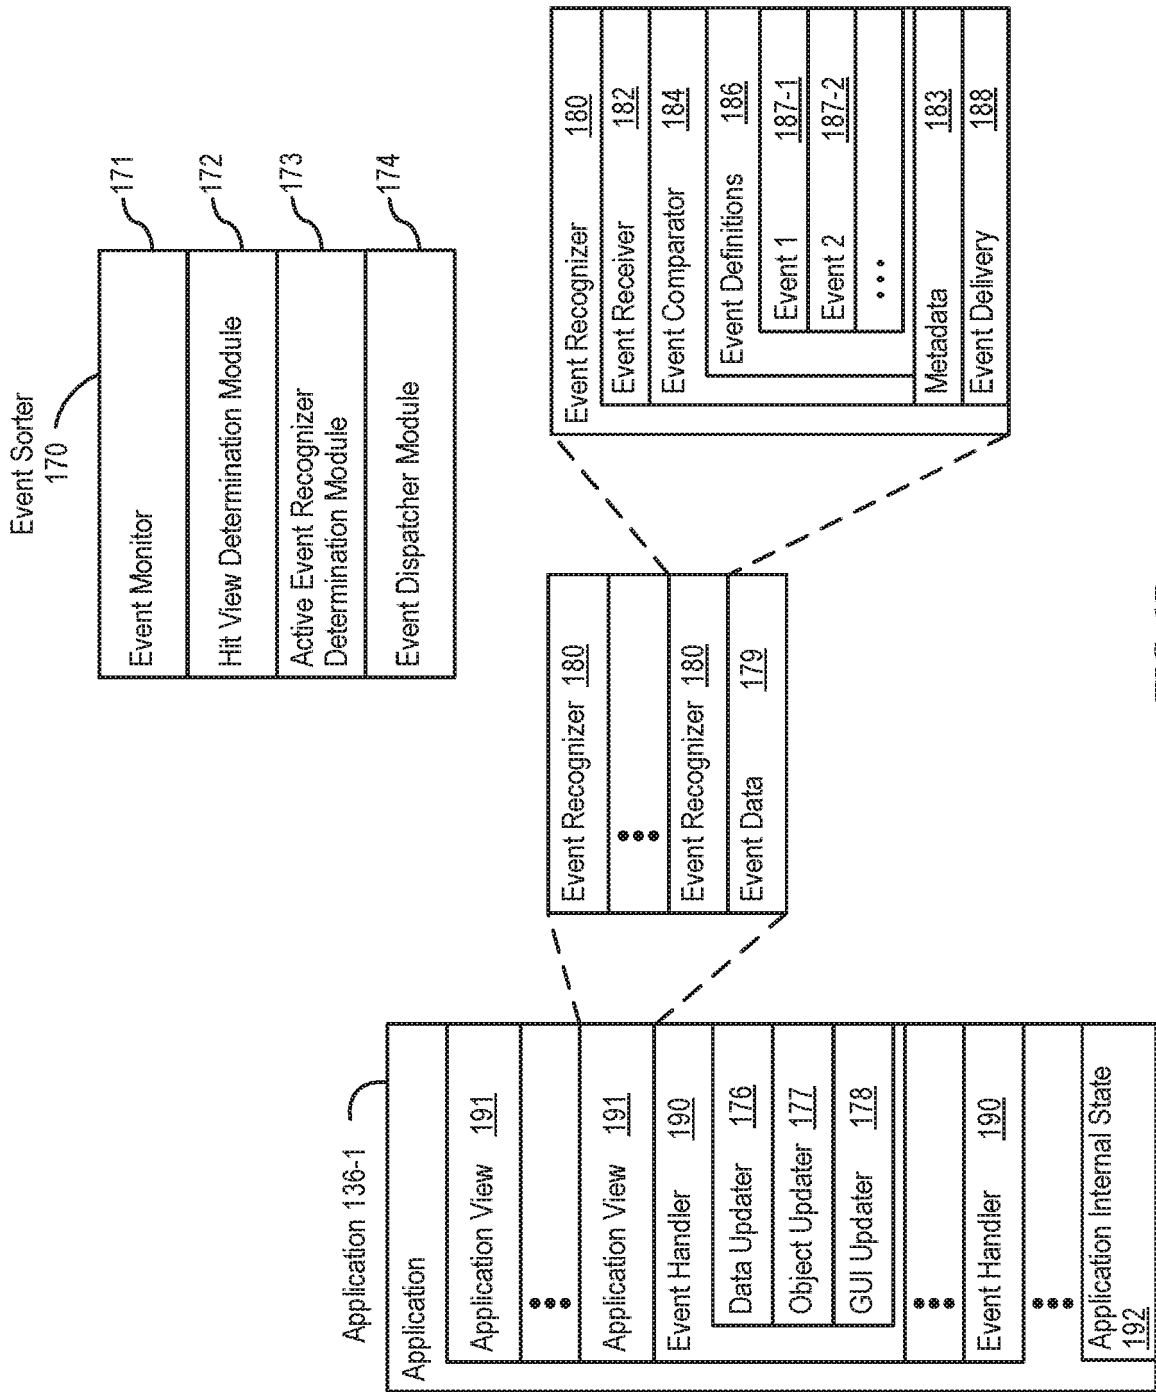 Event Sorter
170
Event Monitor
171
Hit View Determination Module
172
Active Event Recognizer
Determination Module
173
Event Dispatcher Module
174
Application 136-1
Application
Application View 191
•••
Application View 191
Event Handler 190
Data Updater 176
Object Updater 177
GUI Updater 178
•••
Event Handler 190
•••
Application Internal State
192
Event Recognizer 180
•••
Event Recognizer 180
Event Data 179
Event Recognizer 180
Event Receiver 182
Event Comparator 184
Event Definitions 186
Event 1 187-1
Event 2 187-2
•••
Metadata 183
Event Delivery 188